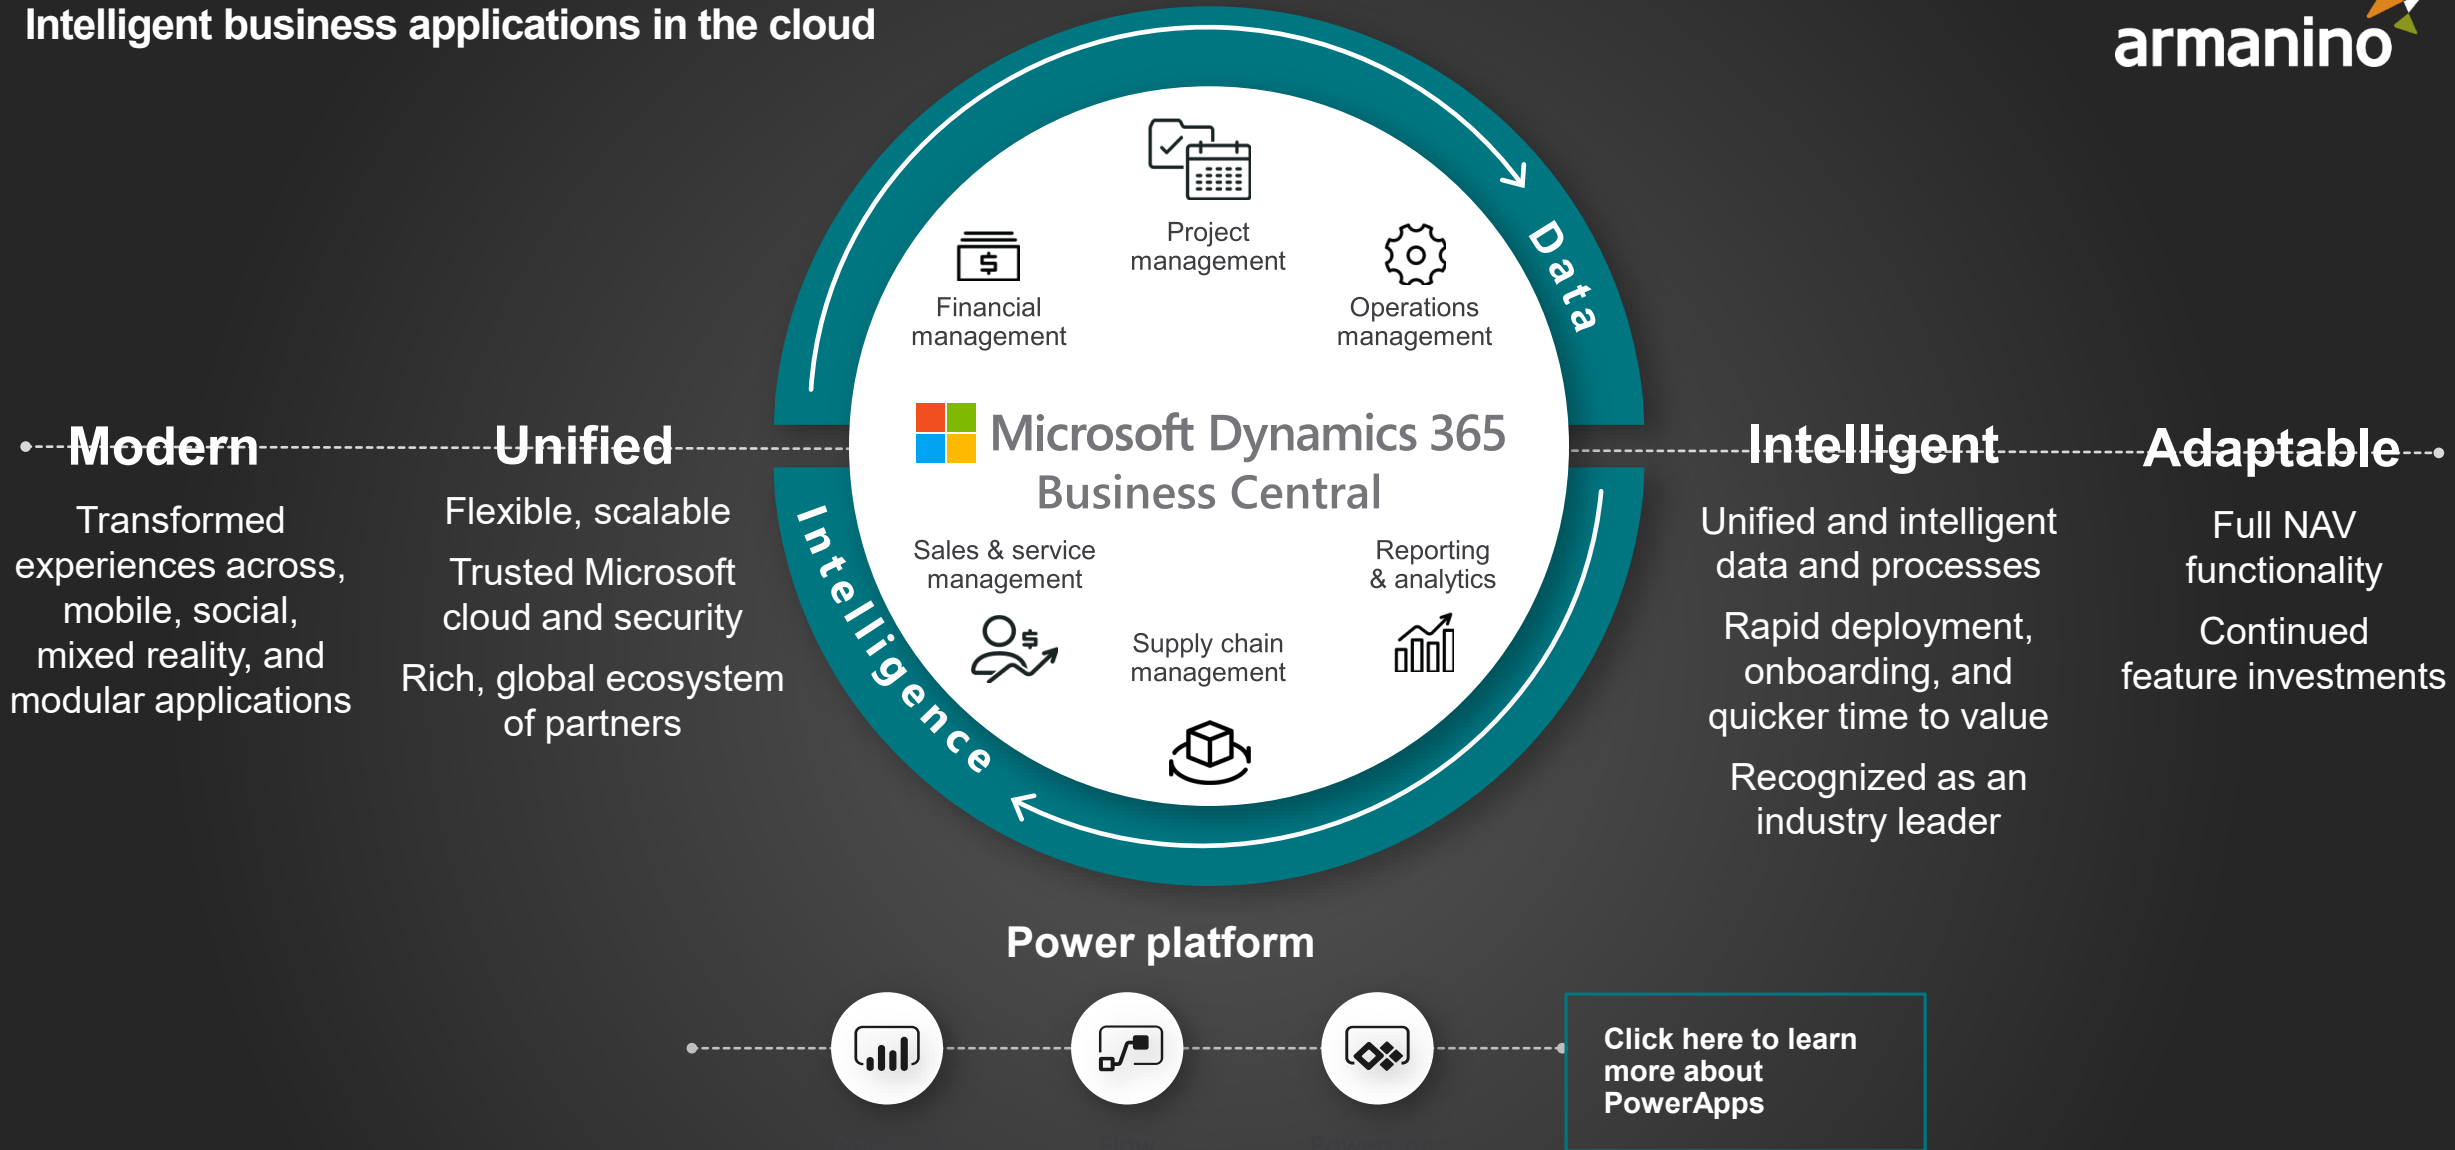 Intelligent business applications in the cloud
armanino
Project
management
Financial
management
Operations
management
Data
Microsoft Dynamics 365
Business Central
Sales & service
management
Reporting
& analytics
Supply chain
management
Intelligence
Modern
Transformed
experiences across,
mobile, social,
mixed reality, and
modular applications
Unified
Flexible, scalable
Trusted Microsoft
cloud and security
Rich, global ecosystem
of partners
Intelligent
Unified and intelligent
data and processes
Rapid deployment,
onboarding, and
quicker time to value
Recognized as an
industry leader
Adaptable
Full NAV
functionality
Continued
feature investments
Power platform
Click here to learn
more about
PowerApps